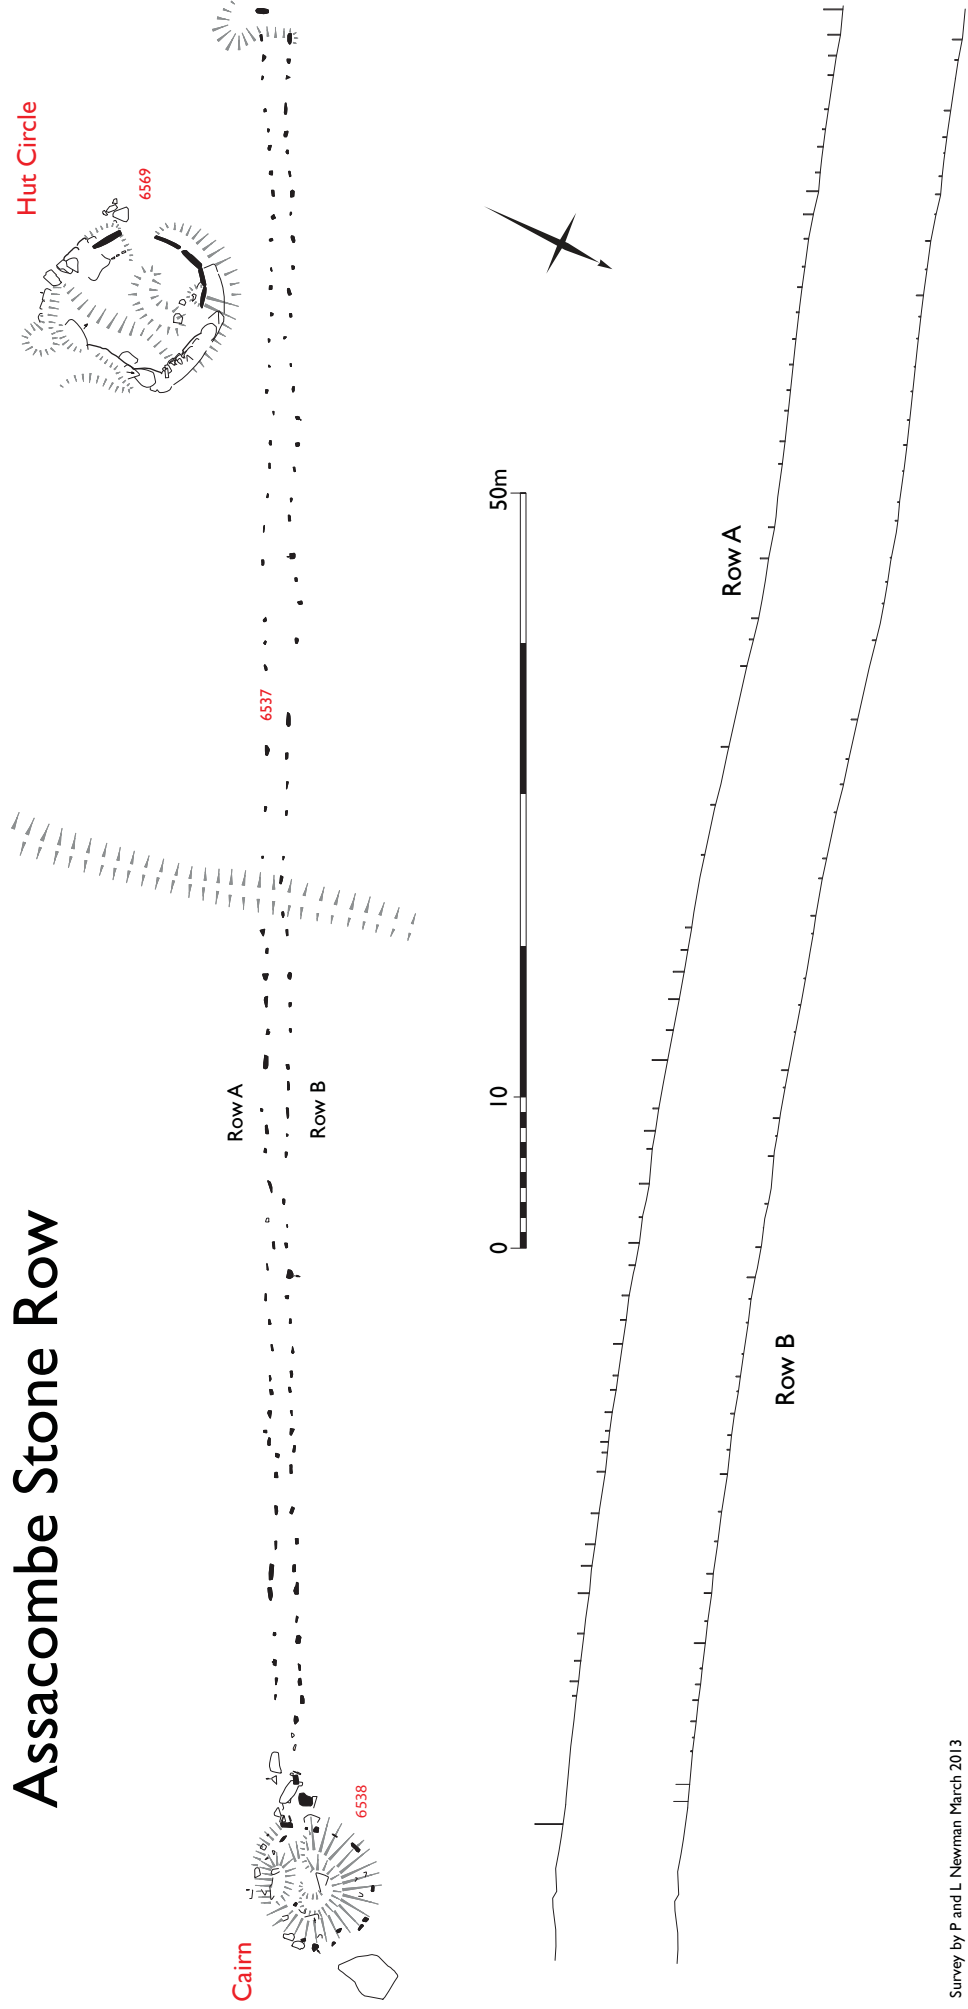 Assacombe Stone Row
Hut Circle
6569
6537
Row A
Row B
Cairn
6538
0
10
50m
Row A
Row B
Survey by P and L Newman March 2013